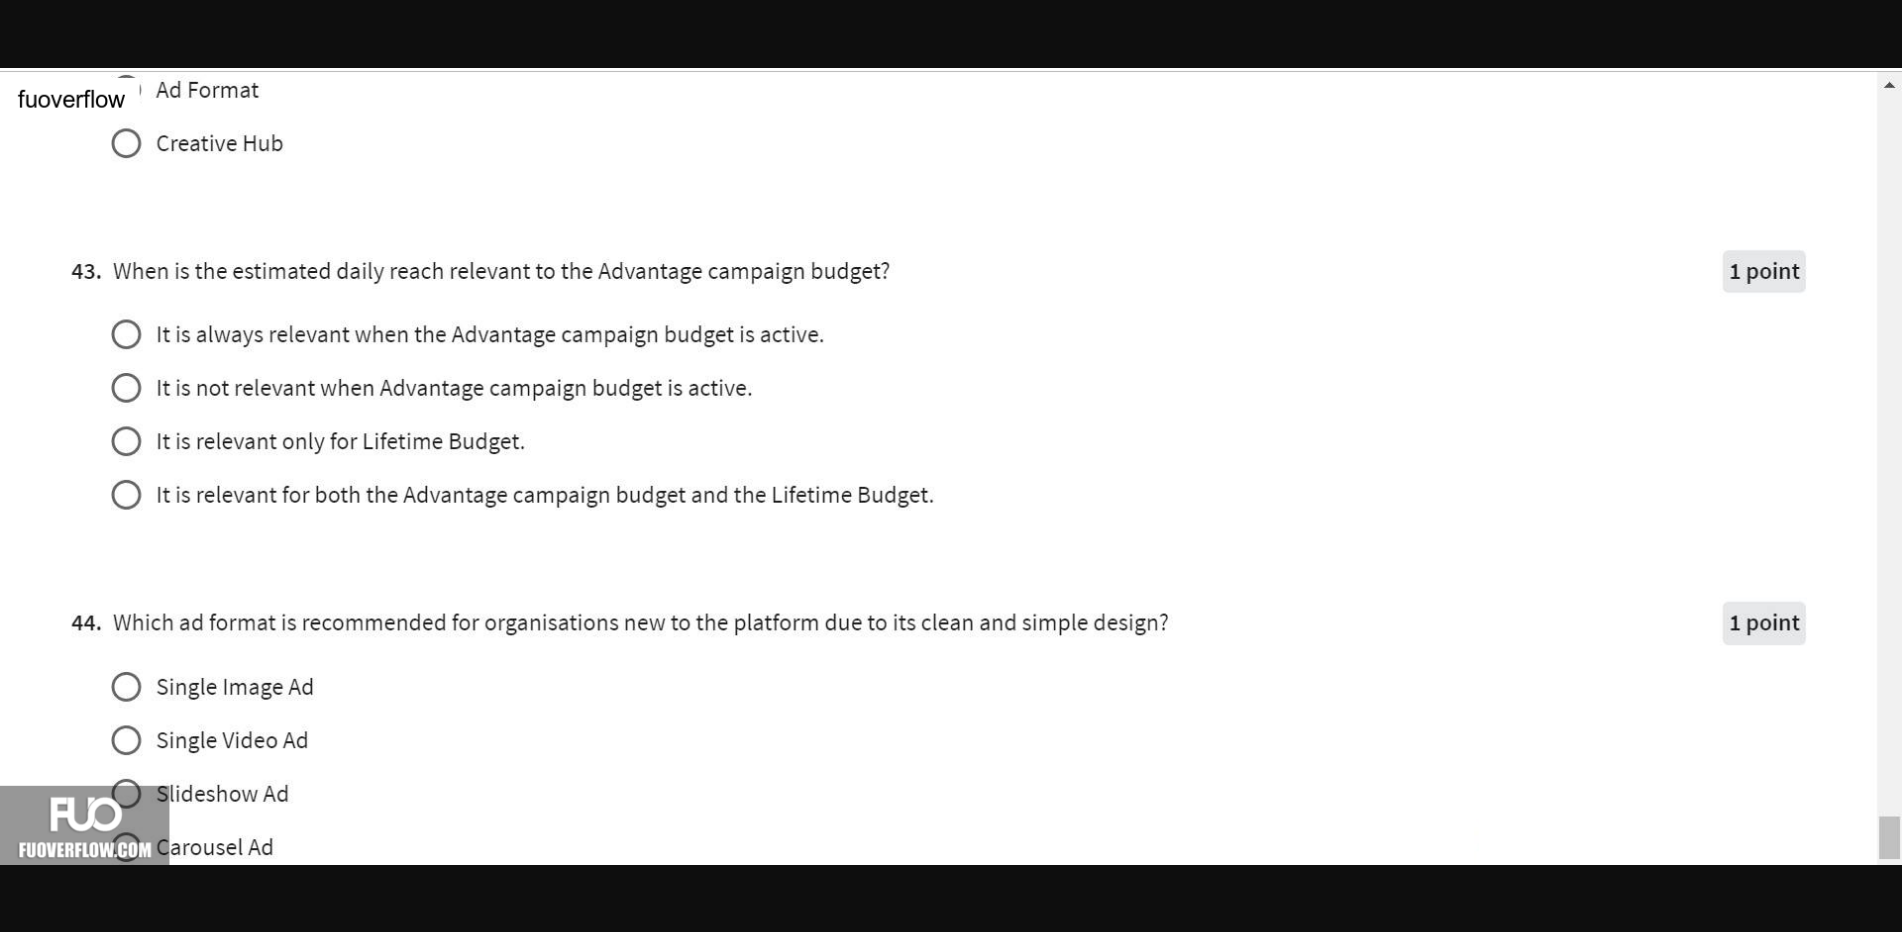 Ad Format
fuoverflow
Creative Hub
43. When is the estimated daily reach relevant to the Advantage campaign budget?
1 point
It is always relevant when the Advantage campaign budget is active.
It is not relevant when Advantage campaign budget is active.
It is relevant only for Lifetime Budget.
It is relevant for both the Advantage campaign budget and the Lifetime Budget.
44. Which ad format is recommended for organisations new to the platform due to its clean and simple design?
1 point
Single Image Ad
Single Video Ad
Slideshow Ad
FUO
Carousel Ad
FUOVERFLOW.COM